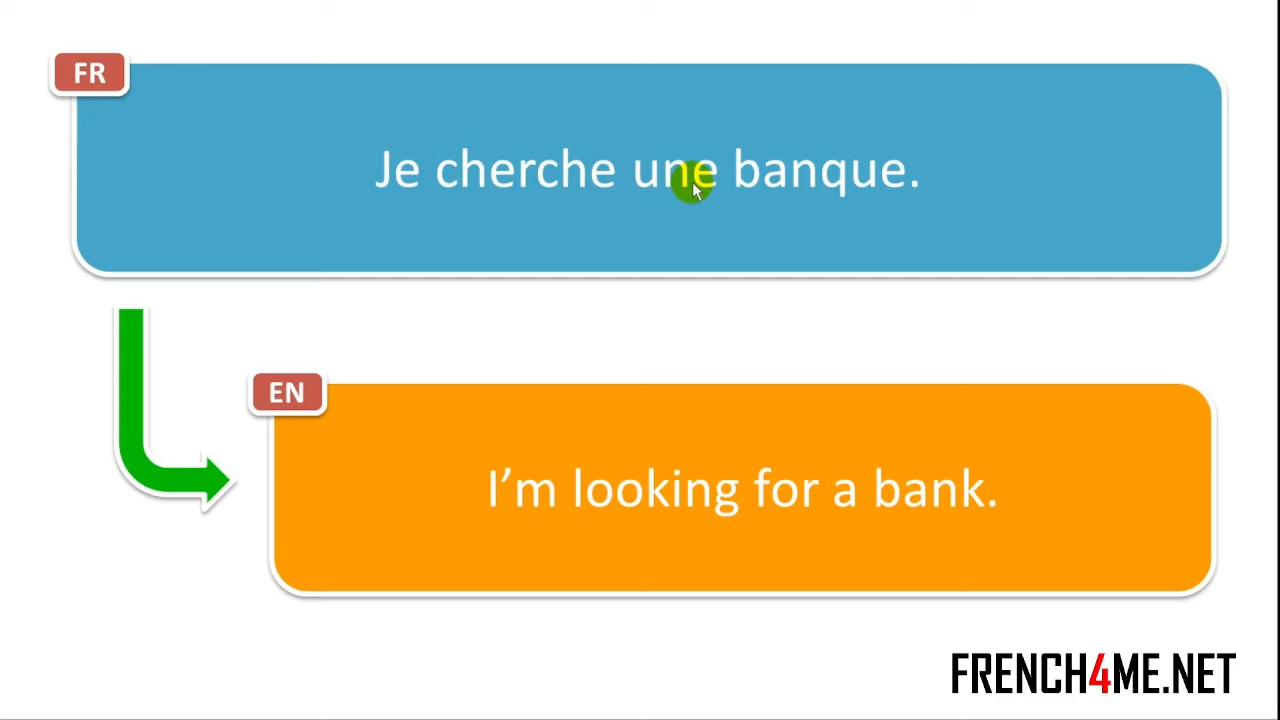 FR
Je cherche une banque.
EN
I’m looking for a bank.
FRENCH4ME.NET